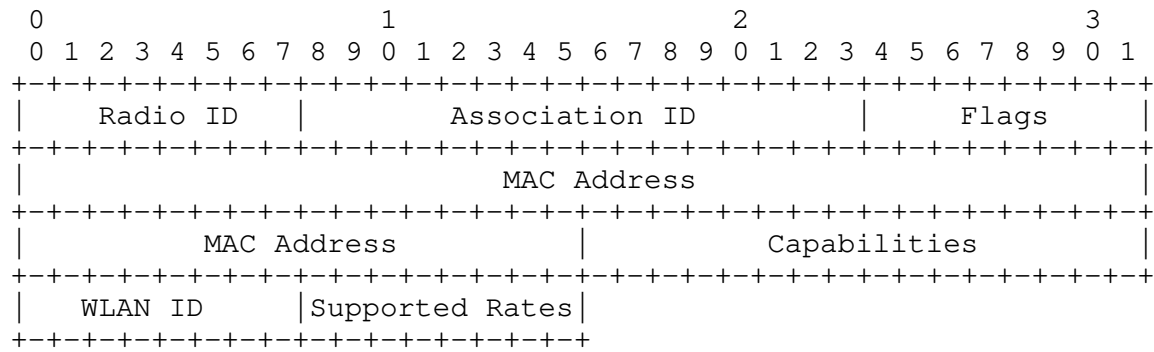 0                   1                   2                   3
 0 1 2 3 4 5 6 7 8 9 0 1 2 3 4 5 6 7 8 9 0 1 2 3 4 5 6 7 8 9 0 1
+-+-+-+-+-+-+-+-+-+-+-+-+-+-+-+-+-+-+-+-+-+-+-+-+-+-+-+-+-+-+-+-+
|    Radio ID   |        Association ID         |     Flags     |
+-+-+-+-+-+-+-+-+-+-+-+-+-+-+-+-+-+-+-+-+-+-+-+-+-+-+-+-+-+-+-+-+
|                          MAC Address                          |
+-+-+-+-+-+-+-+-+-+-+-+-+-+-+-+-+-+-+-+-+-+-+-+-+-+-+-+-+-+-+-+-+
|          MAC Address          |          Capabilities         |
+-+-+-+-+-+-+-+-+-+-+-+-+-+-+-+-+-+-+-+-+-+-+-+-+-+-+-+-+-+-+-+-+
|   WLAN ID     |Supported Rates|
+-+-+-+-+-+-+-+-+-+-+-+-+-+-+-+-+